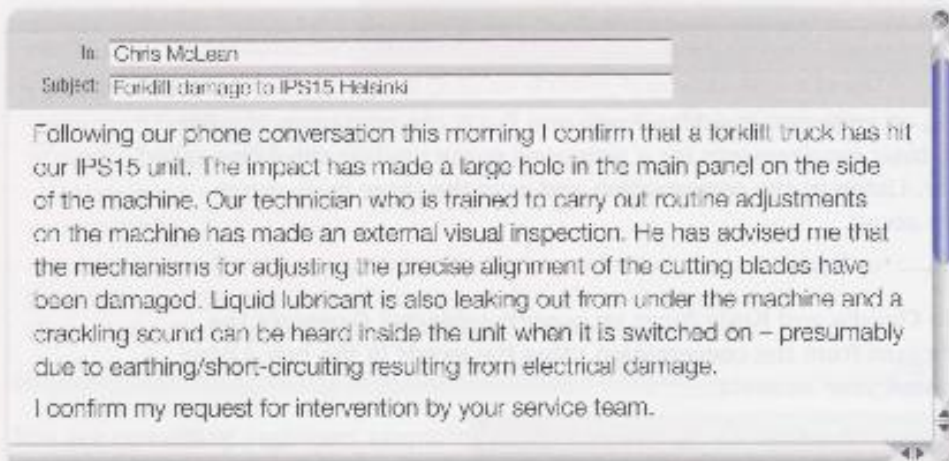 To: Chris McLean
Subject: Forklift damage to IPS15 Helsinki
Following our phone conversation this morning I confirm that a forklift truck has hit
our IPS15 unit. The impact has made a large hole in the main panel on the side
of the machine. Our technician who is trained to carry out routine adjustments
on the machine has made an external visual inspection. He has advised me that
the mechanisms for adjusting the precise alignment of the cutting blades have
been damaged. Liquid lubricant is also leaking out from under the machine and a
crackling sound can be heard inside the unit when it is switched on – presumably
due to earthing/short-circuiting resulting from electrical damage.
I confirm my request for intervention by your service team.